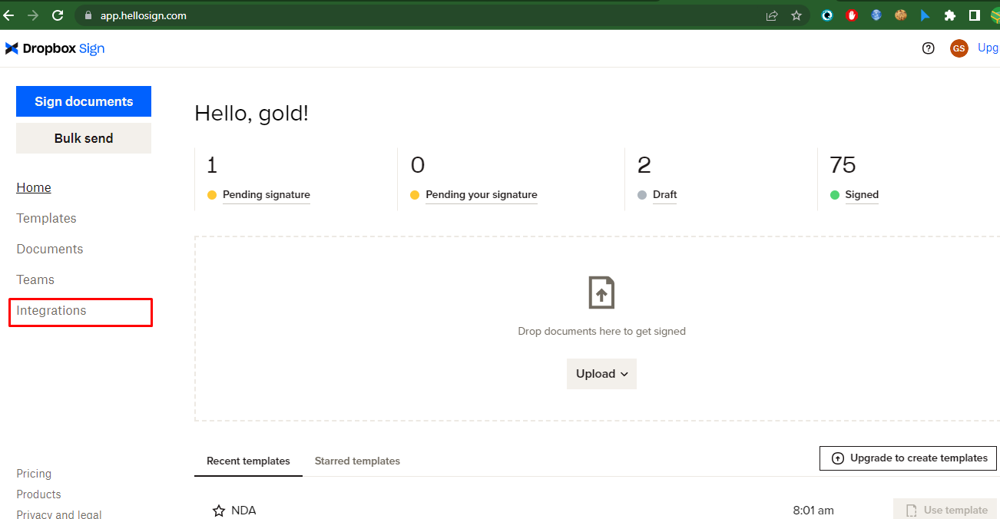 app.hellosign.com
Dropbox Sign
GS
Upg
Sign documents
Bulk send
Hello, gold!
1
0
2
75
Pending signature
Pending your signature
Draft
Signed
Home
Templates
Documents
Teams
Integrations
Drop documents here to get signed
Upload
Recent templates
Starred templates
Upgrade to create templates
Pricing
Products
Privacy and legal
NDA
8:01 am
Use template